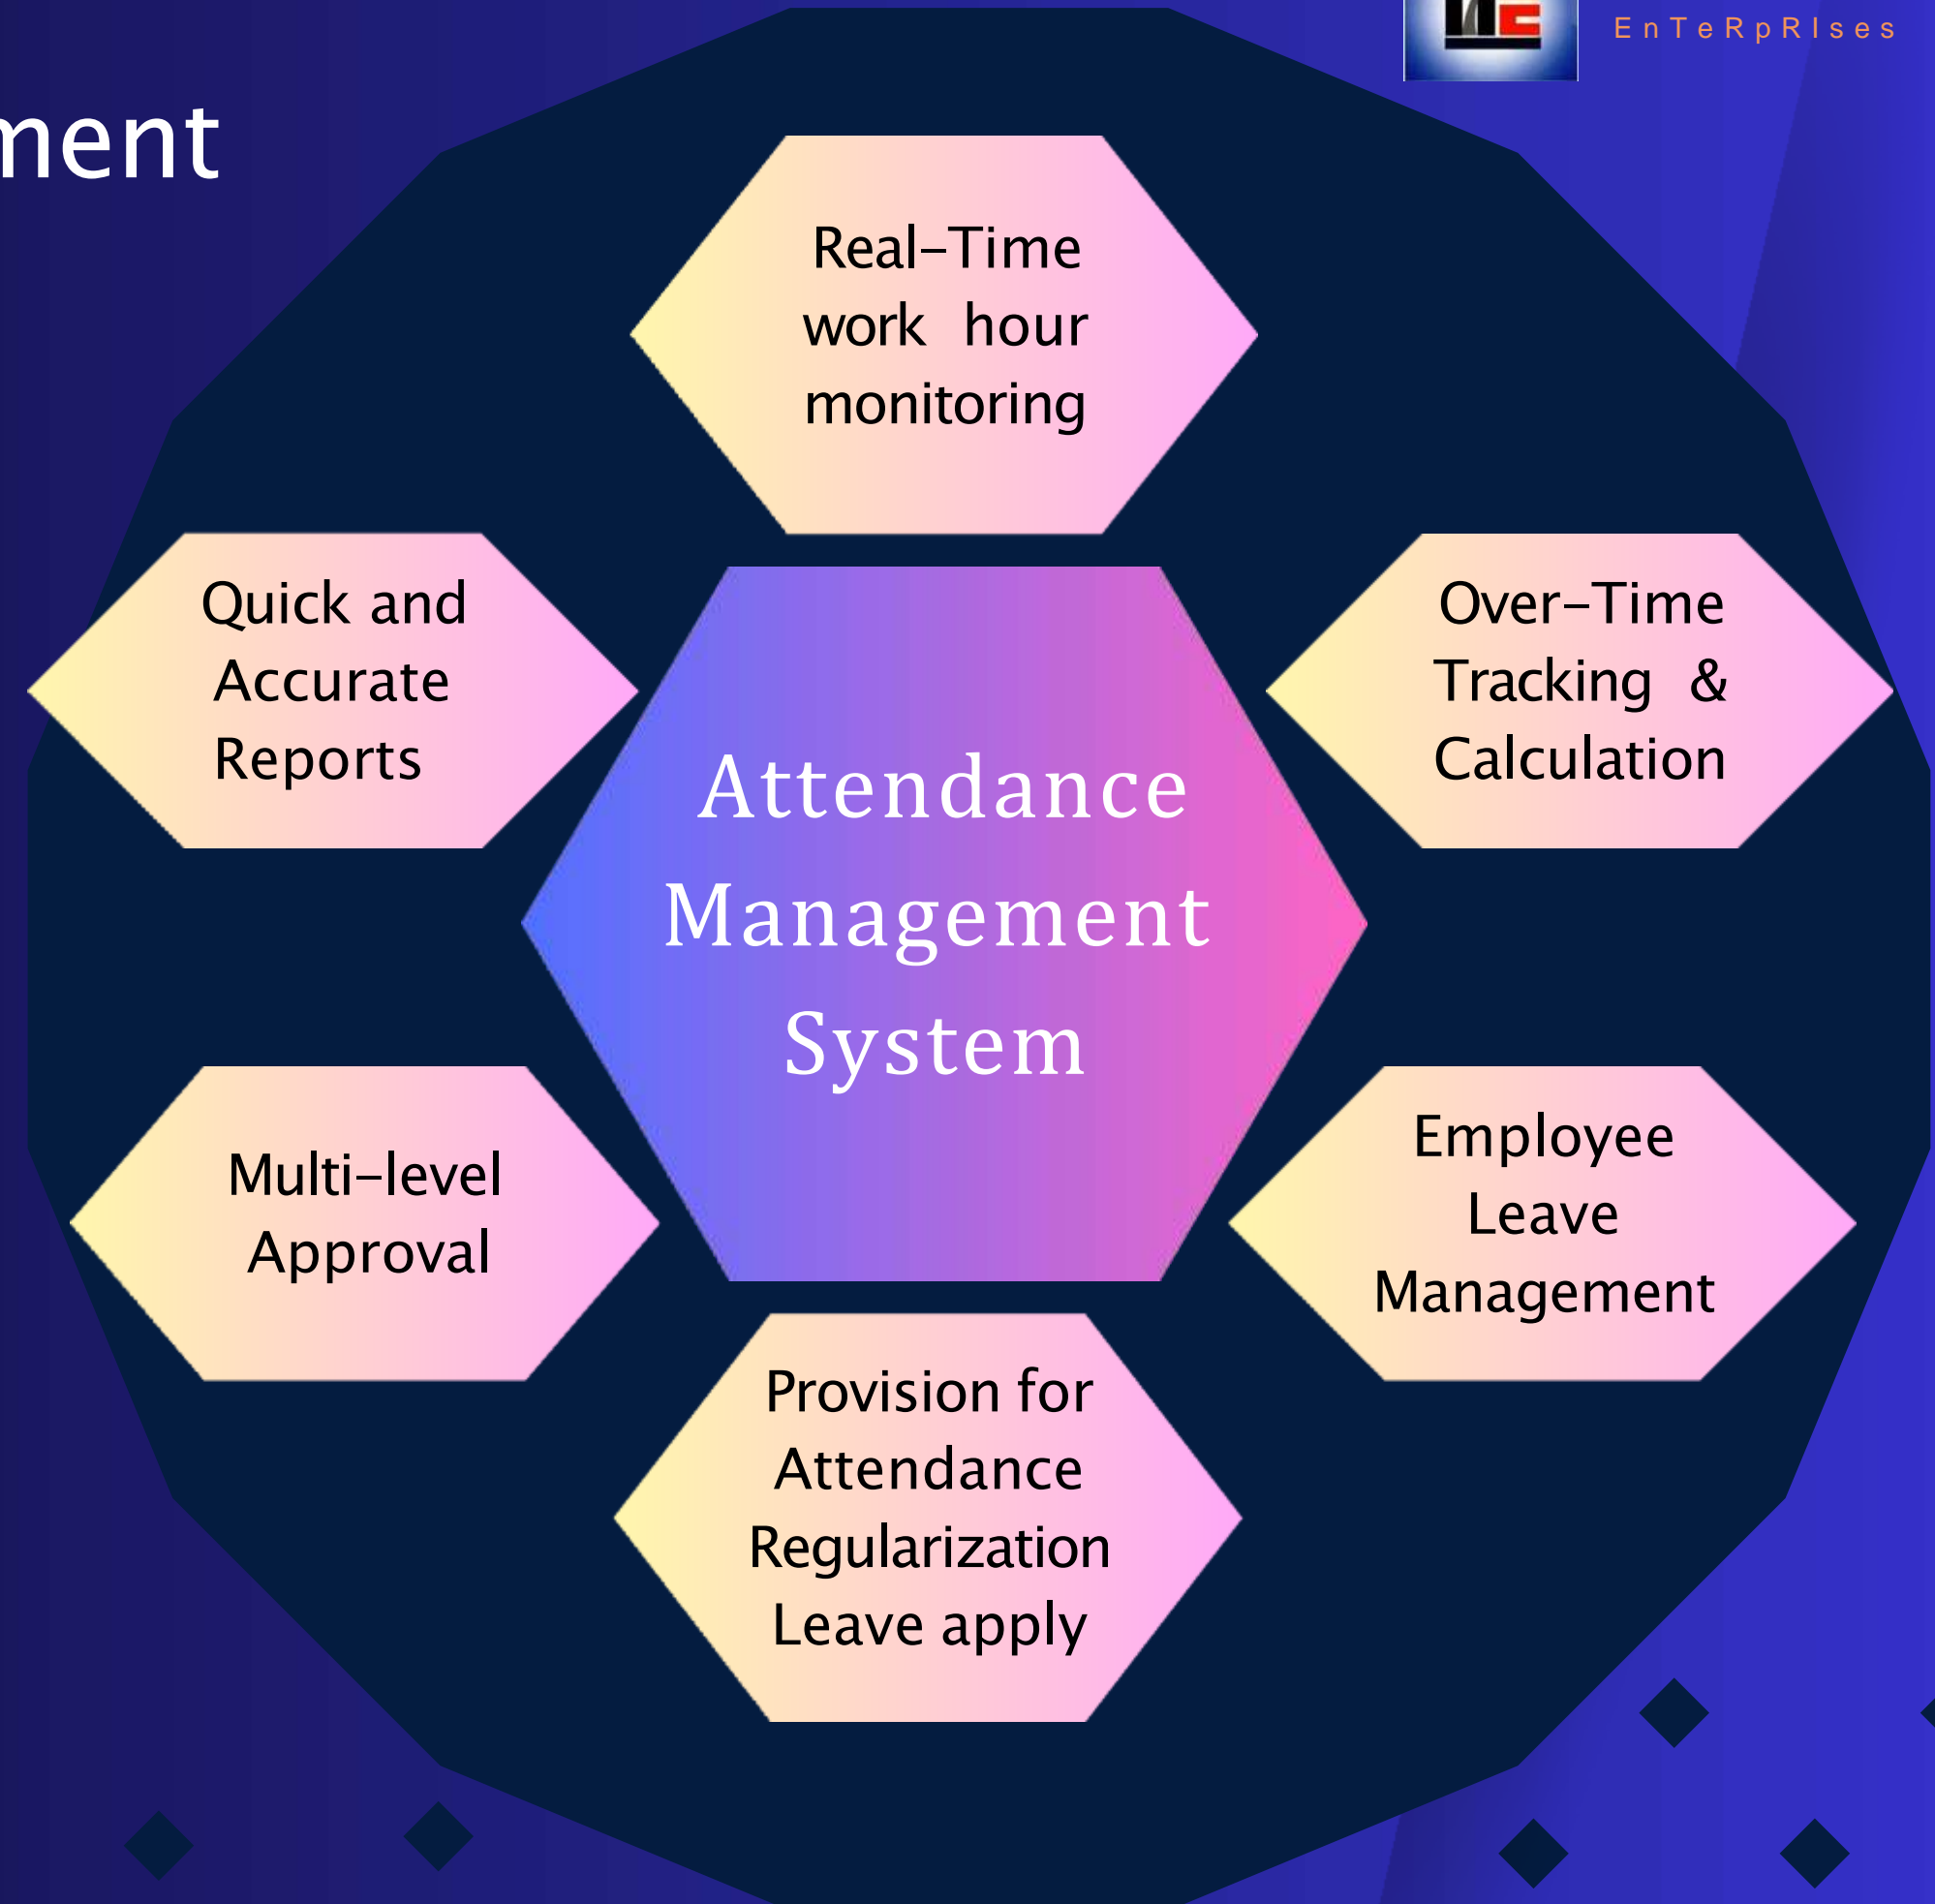 EnTeRpRIses
ment
Real-Time
work hour
monitoring
Quick and
Accurate
Reports
Over-Time
Tracking &
Calculation
Attendance
Management
System
Multi-level
Approval
Employee
Leave
Management
Provision for
Attendance
Regularization
Leave apply